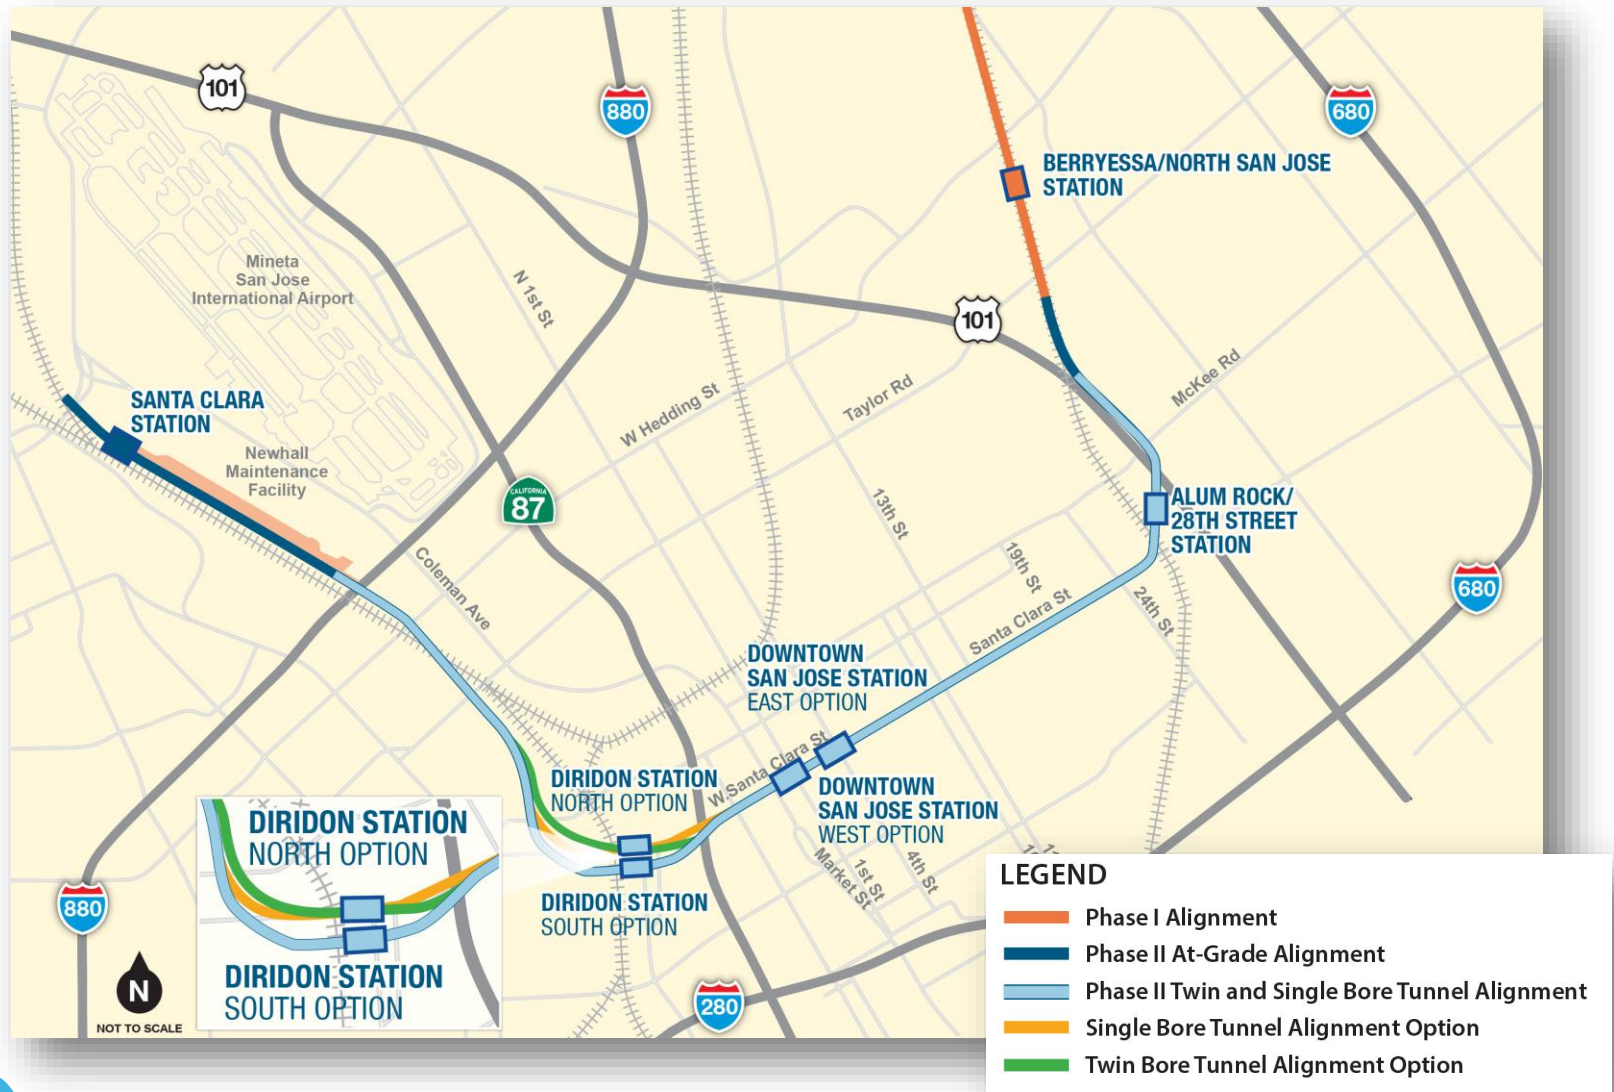 101
880
680
BERRYESSA/NORTH SAN JOSE
STATION
Mineta
San Jose
International Airport
N 1st St
101
SANTA CLARA
STATION
W Hedding St
Taylor Rd
McKee Rd
Newhall
Maintenance
Facility
CALIFORNIA
87
13th St
ALUM ROCK/
28TH STREET
STATION
Coleman Ave
19th St
24th St
680
Santa Clara St
DOWNTOWN
SAN JOSE STATION
EAST OPTION
W.Santa Clara St
DIRIDON STATION
NORTH OPTION
DOWNTOWN
SAN JOSE STATION
WEST OPTION
DIRIDON STATION
NORTH OPTION
Market St
1st St
4th St
880
DIRIDON STATION
SOUTH OPTION
DIRIDON STATION
SOUTH OPTION
N
NOT TO SCALE
280
LEGEND
Phase I Alignment
Phase II At-Grade Alignment
Phase II Twin and Single Bore Tunnel Alignment
Single Bore Tunnel Alignment Option
Twin Bore Tunnel Alignment Option